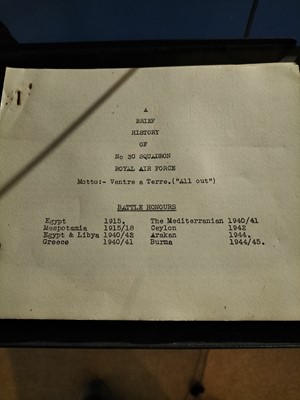 A
BRIEF
HISTORY
OF
No 30 SQUADRON
ROYAL AIR FORCE
Motto:- Ventre a Terre.("All out")
BATTLE HONOURS
Egypt 1915. The Mediterranean 1940/41
Mespotamia 1915/18 Ceylon 1942
Egypt & Libya 1940/42 Arakan 1944.
Greece 1940/41 Burma 1944/45.